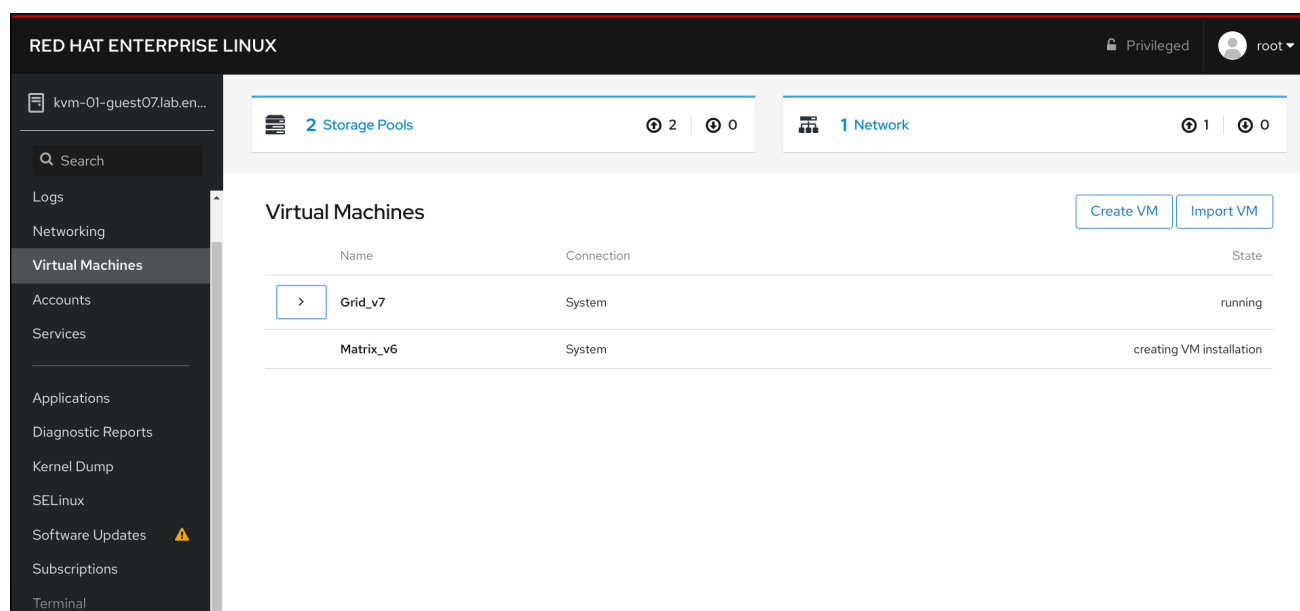 RED HAT ENTERPRISE LINUX
Privileged
root
kvm-01-guest07.lab.en...
Search
Logs
Networking
Virtual Machines
Accounts
Services
Applications
Diagnostic Reports
Kernel Dump
SELinux
Software Updates
Subscriptions
Terminal
2 Storage Pools
2
0
1 Network
1
0
Virtual Machines
Create VM
Import VM
Name Connection State
Grid_v7 System running
Matrix_v6 System creating VM installation